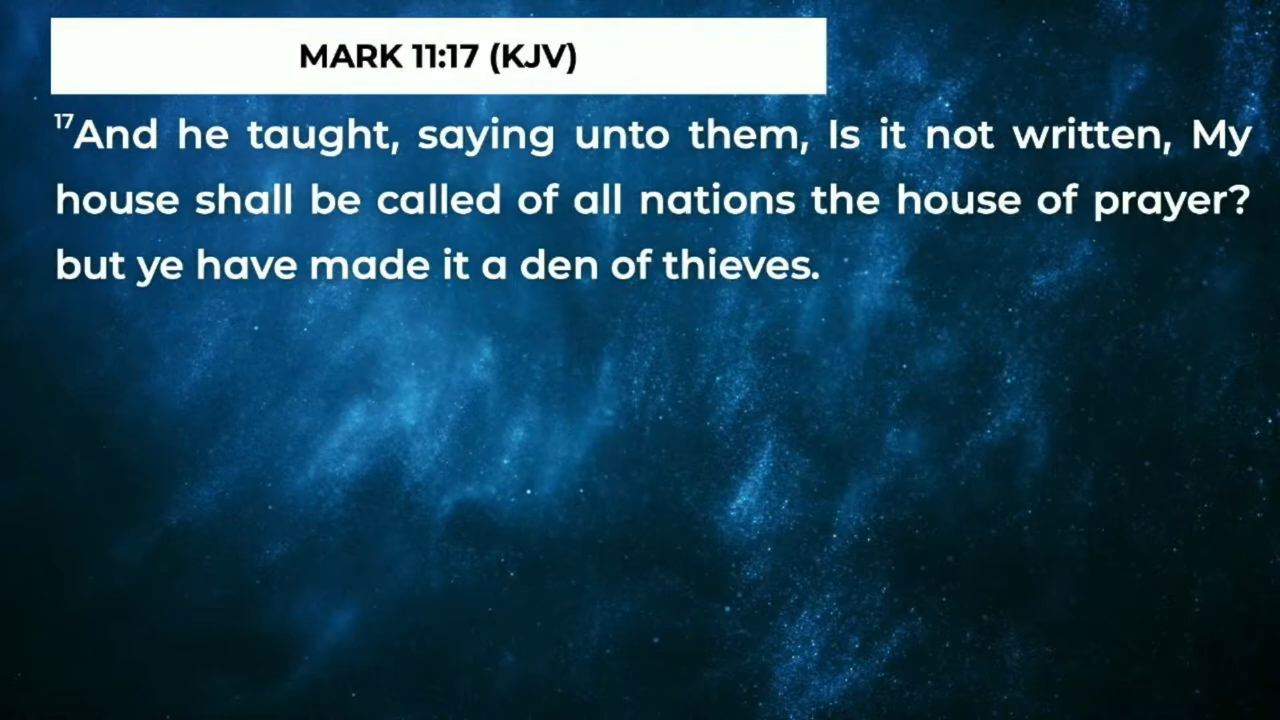 MARK 11:17 (KJV)
17And he taught, saying unto them, Is it not written, My
house shall be called of all nations the house of prayer?
but ye have made it a den of thieves.